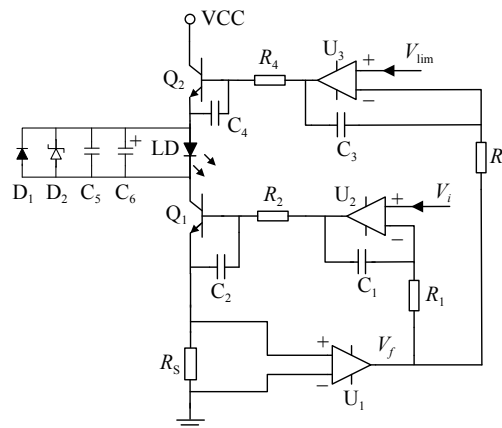 VCC
U3
Vlim
R4
+
−
Q2
C4
C3
R
LD
+
D1
D2
C5
C6
Q1
R2
U2
+
−
Vi
C2
C1
R1
RS
+
−
Vf
U1